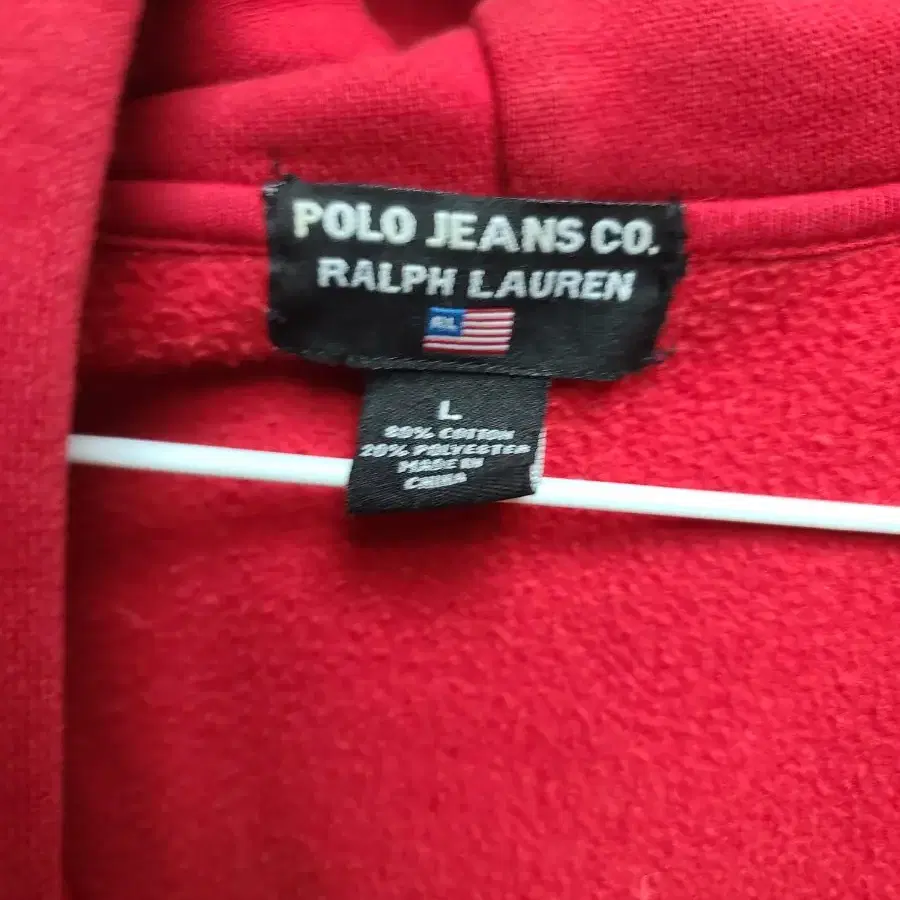 POLO JEANS CO.
RALPH LAUREN
RL
L
80% COTTON
20% POLYESTER
MADE IN
CHINA